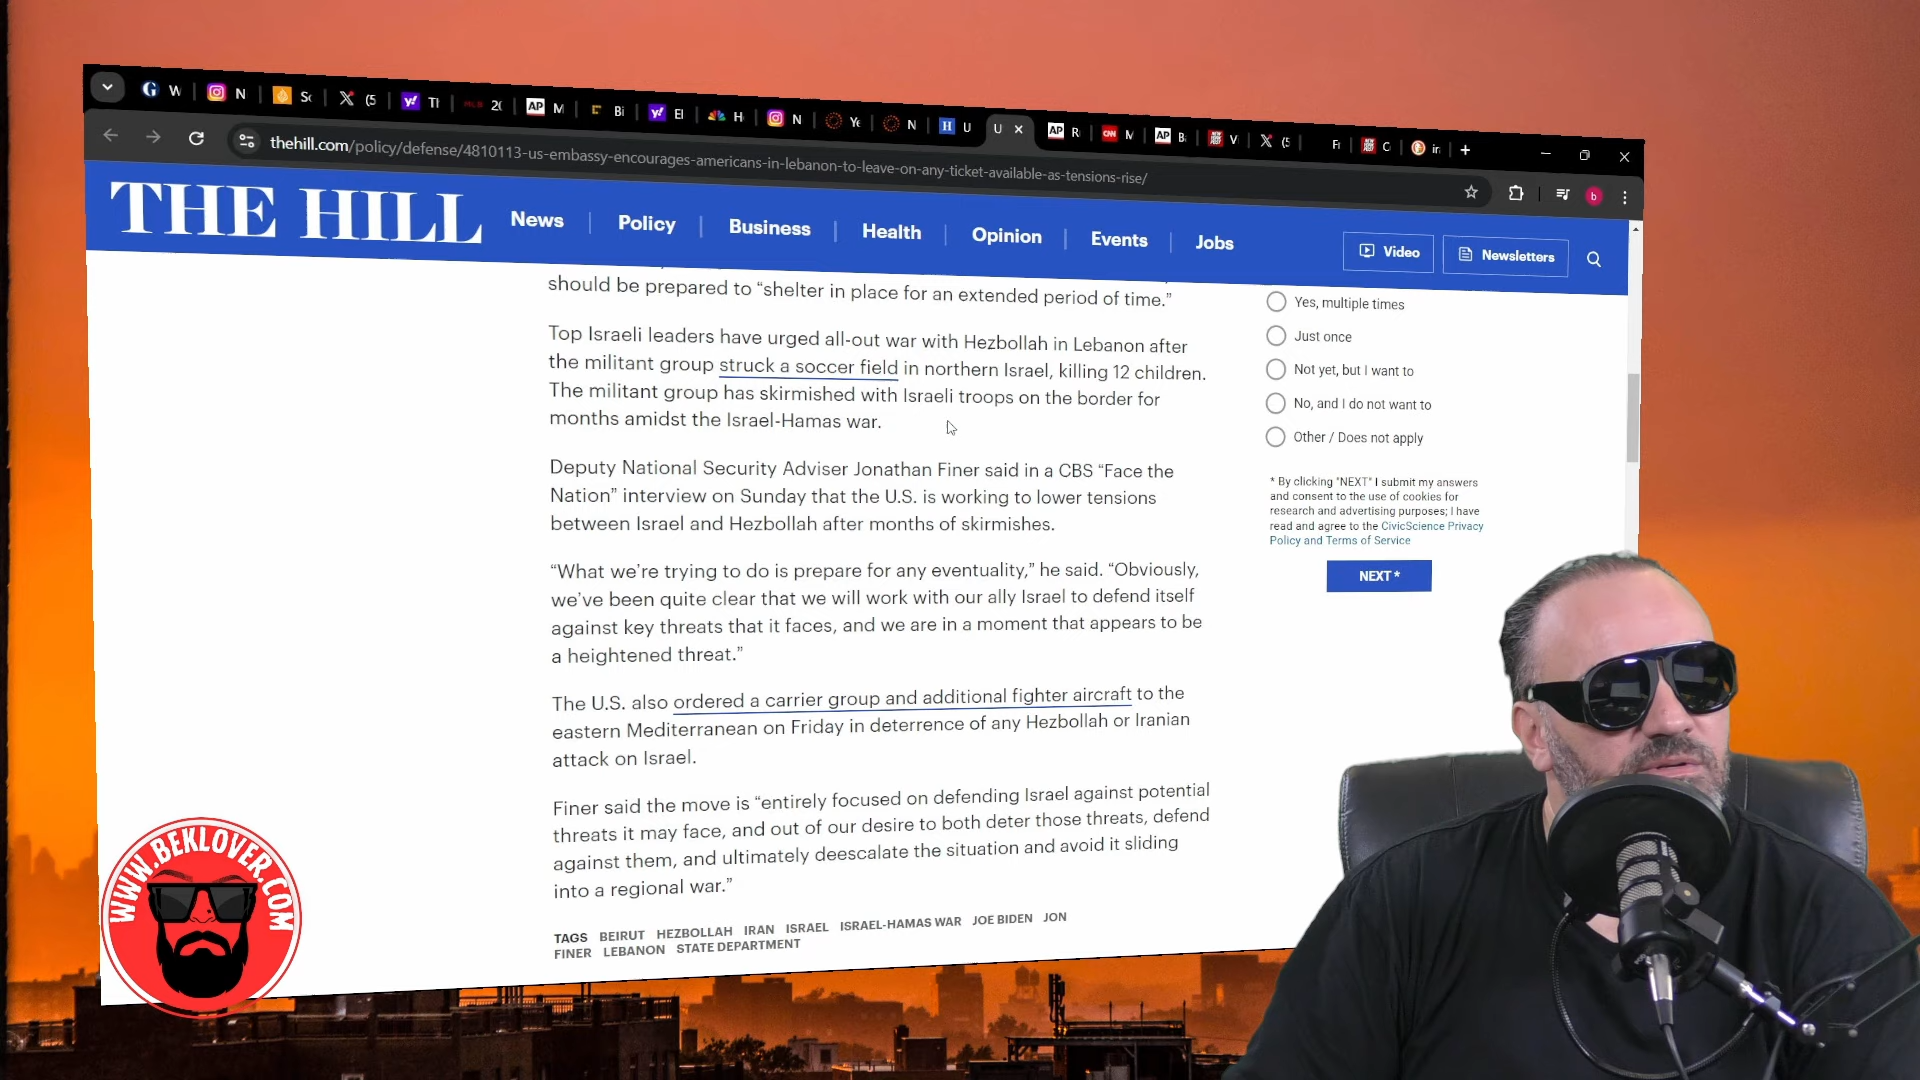 W
N
Sc
(5
Tl
20
M
Bi
El
H
N
Ye
N
U
U
R
M
B
V
(5
Fr
C
in
thehill.com/policy/defense/4810113-us-embassy-encourages-americans-in-lebanon-to-leave-on-any-ticket-available-as-tensions-rise/
b
THE HILL
News
Policy
Business
Health
Opinion
Events
Jobs
Video
Newsletters
should be prepared to “shelter in place for an extended period of time.”
Top Israeli leaders have urged all-out war with Hezbollah in Lebanon after
the militant group struck a soccer field in northern Israel, killing 12 children.
The militant group has skirmished with Israeli troops on the border for
months amidst the Israel-Hamas war.
Deputy National Security Adviser Jonathan Finer said in a CBS “Face the
Nation” interview on Sunday that the U.S. is working to lower tensions
between Israel and Hezbollah after months of skirmishes.
“What we’re trying to do is prepare for any eventuality,” he said. “Obviously,
we’ve been quite clear that we will work with our ally Israel to defend itself
against key threats that it faces, and we are in a moment that appears to be
a heightened threat.”
The U.S. also ordered a carrier group and additional fighter aircraft to the
eastern Mediterranean on Friday in deterrence of any Hezbollah or Iranian
attack on Israel.
Finer said the move is “entirely focused on defending Israel against potential
threats it may face, and out of our desire to both deter those threats, defend
against them, and ultimately deescalate the situation and avoid it sliding
into a regional war.”
TAGS BEIRUT HEZBOLLAH IRAN ISRAEL ISRAEL-HAMAS WAR JOE BIDEN JON
FINER LEBANON STATE DEPARTMENT
Yes, multiple times
Just once
Not yet, but I want to
No, and I do not want to
Other / Does not apply
* By clicking "NEXT" I submit my answers
and consent to the use of cookies for
research and advertising purposes; I have
read and agree to the CivicScience Privacy
Policy and Terms of Service
NEXT *
WWW.BEKLOVER.COM